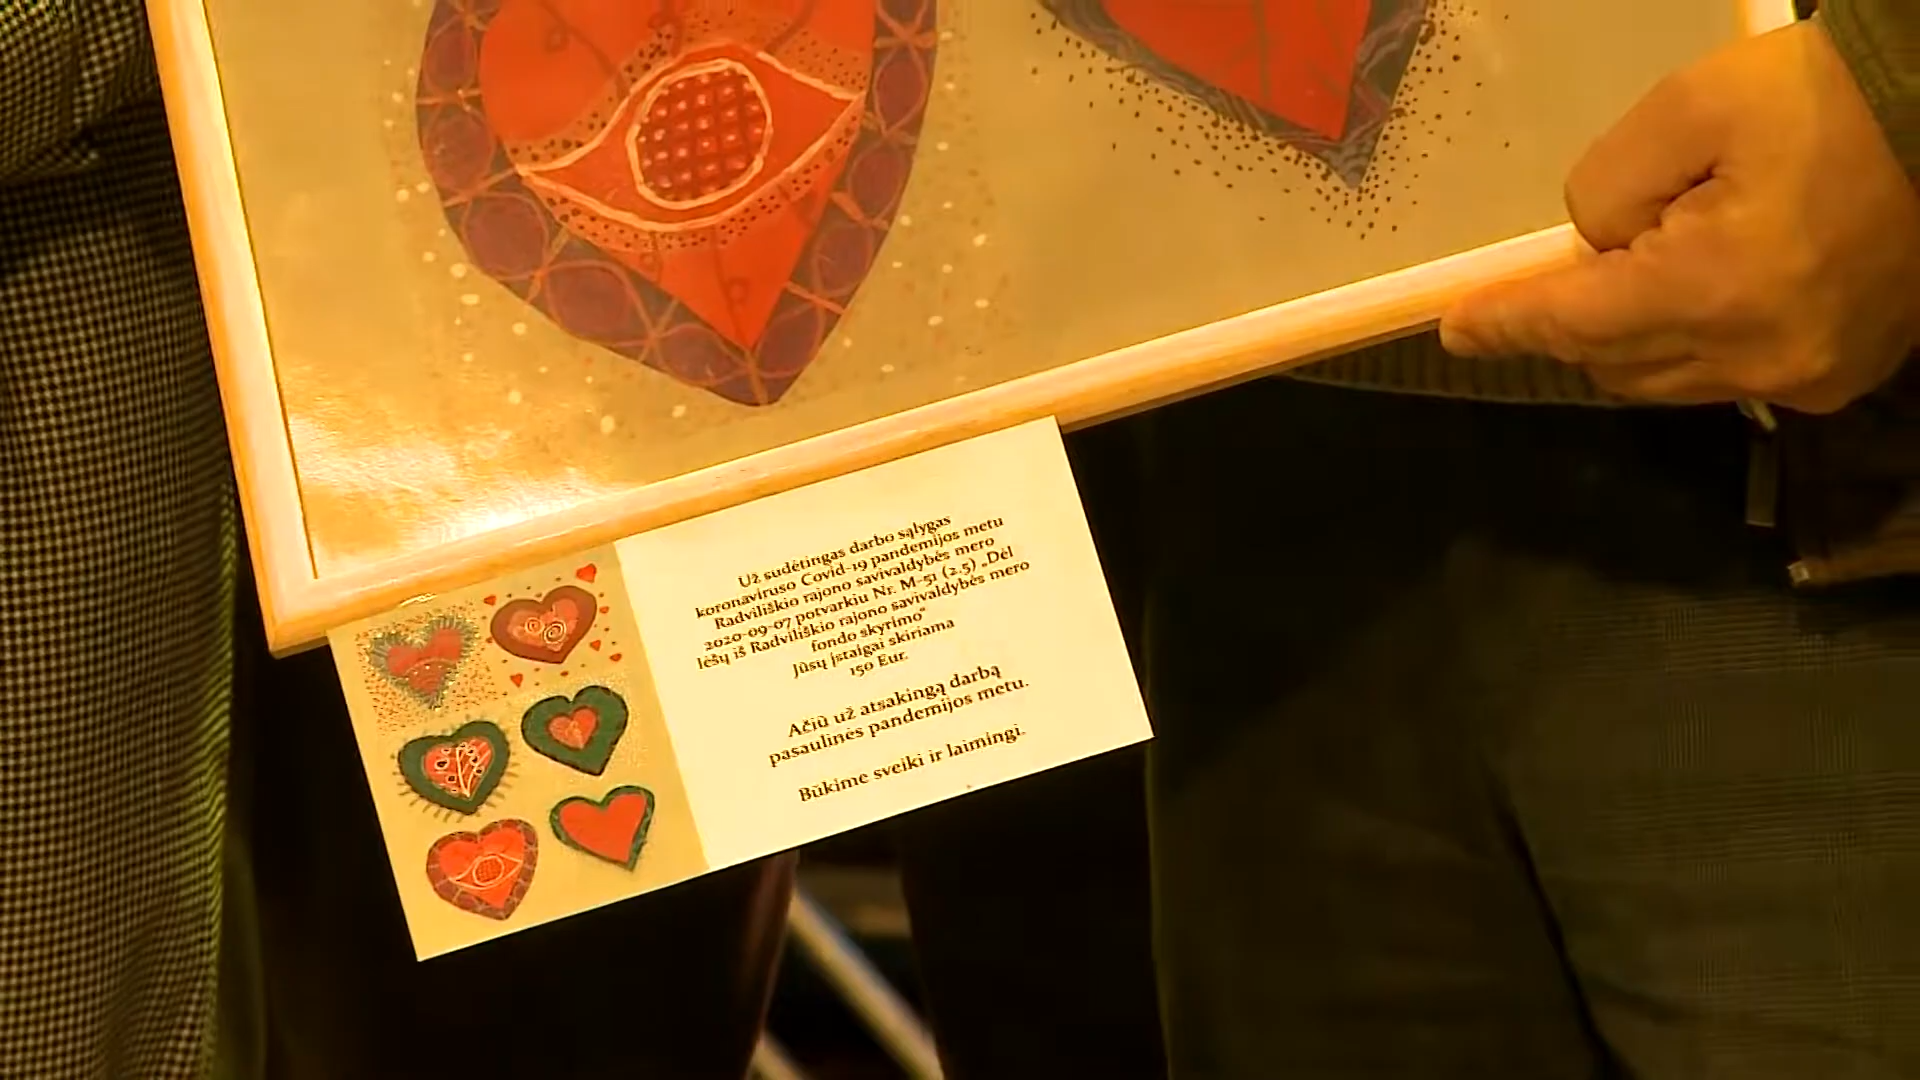 Už sudėtingas darbo sąlygas
koronaviruso Covid-19 pandemijos metu
Radviliškio rajono savivaldybės mero
2020-09-07 potvarkiu Nr. M-51 (2.5) „Dėl
lėšų iš Radviliškio rajono savivaldybės mero
fondo skyrimo“
Jūsų įstaigai skiriama
150 Eur.
Ačiū už atsakingą darbą
pasaulinės pandemijos metu.
Būkime sveiki ir laimingi.